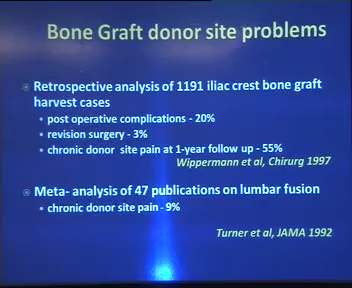 Bone Graft donor site problems
Retrospective analysis of 1191 iliac crest bone graft
harvest cases
• post operative complications - 20%
• revision surgery - 3%
• chronic donor site pain at 1-year follow up - 55%
Wippermann et al, Chirurg 1997
Meta- analysis of 47 publications on lumbar fusion
• chronic donor site pain - 9%
Turner et al, JAMA 1992